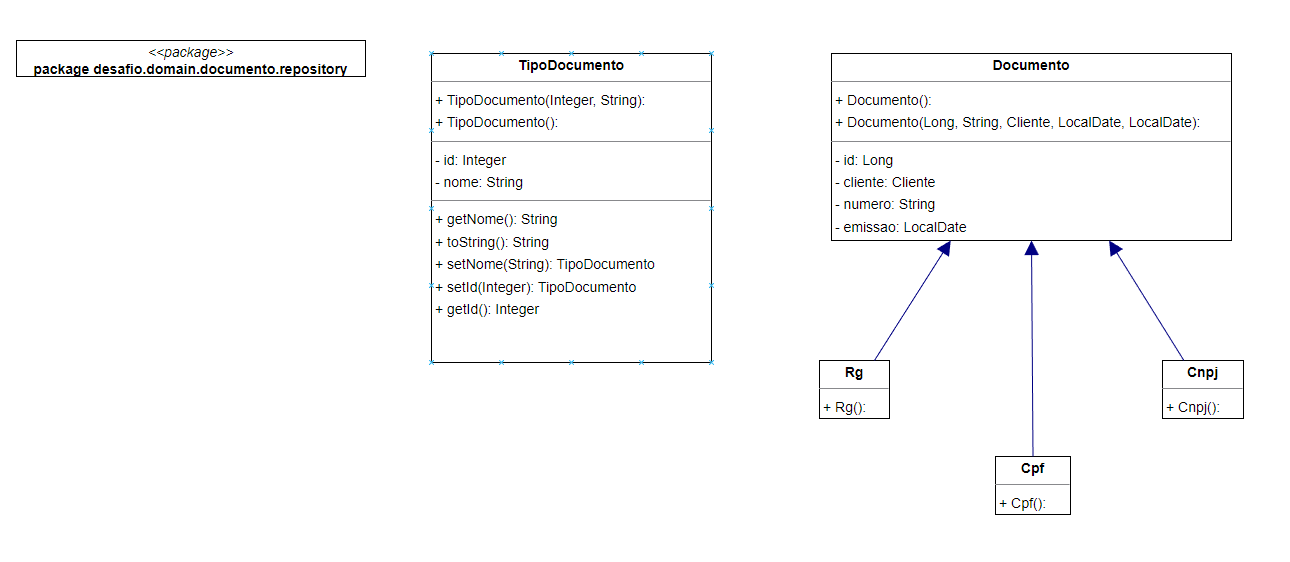 <<package>>
package desafio.domain.documento.repository
TipoDocumento
+ TipoDocumento(Integer, String):
+ TipoDocumento():
- id: Integer
- nome: String
+ getNome(): String
+ toString(): String
+ setNome(String): TipoDocumento
+ setId(Integer): TipoDocumento
+ getId(): Integer
Documento
+ Documento():
+ Documento(Long, String, Cliente, LocalDate, LocalDate):
- id: Long
- cliente: Cliente
- numero: String
- emissao: LocalDate
Rg
+ Rg():
Cpf
+ Cpf():
Cnpj
+ Cnpj():